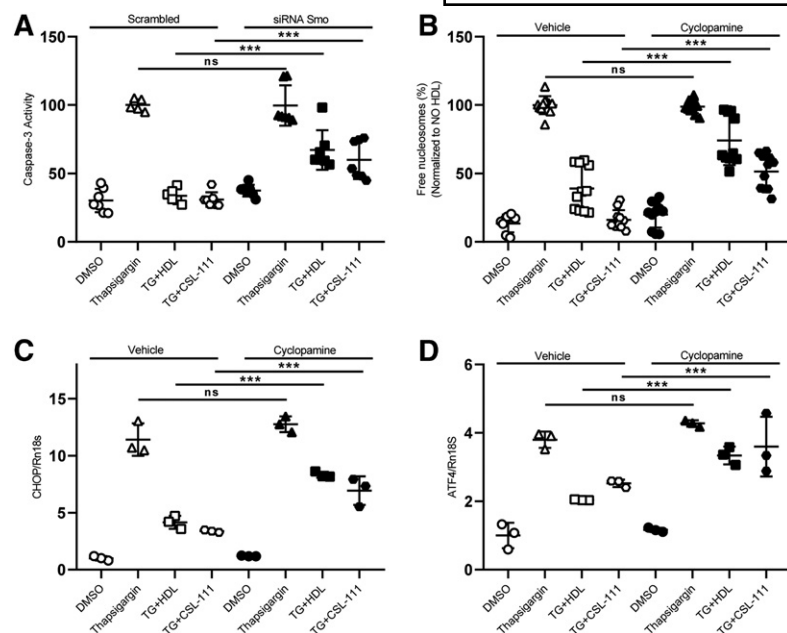 A
Scrambled
siRNA Smo
***
***
ns
150
100
50
0
Caspase-3 Activity
DMSO
Thapsigargin
TG+HDL
TG+CSL-111
DMSO
Thapsigargin
TG+HDL
TG+CSL-111
B
Vehicle
Cyclopamine
***
***
ns
150
100
50
0
Free nucleosomes (%)
(Normalized to NO HDL)
DMSO
Thapsigargin
TG+HDL
TG+CSL-111
DMSO
Thapsigargin
TG+HDL
TG+CSL-111
C
Vehicle
Cyclopamine
***
***
ns
15
10
5
0
CHOP/Rn18s
DMSO
Thapsigargin
TG+HDL
TG+CSL-111
DMSO
Thapsigargin
TG+HDL
TG+CSL-111
D
Vehicle
Cyclopamine
***
***
ns
6
4
2
0
ATF4/Rn18S
DMSO
Thapsigargin
TG+HDL
TG+CSL-111
DMSO
Thapsigargin
TG+HDL
TG+CSL-111